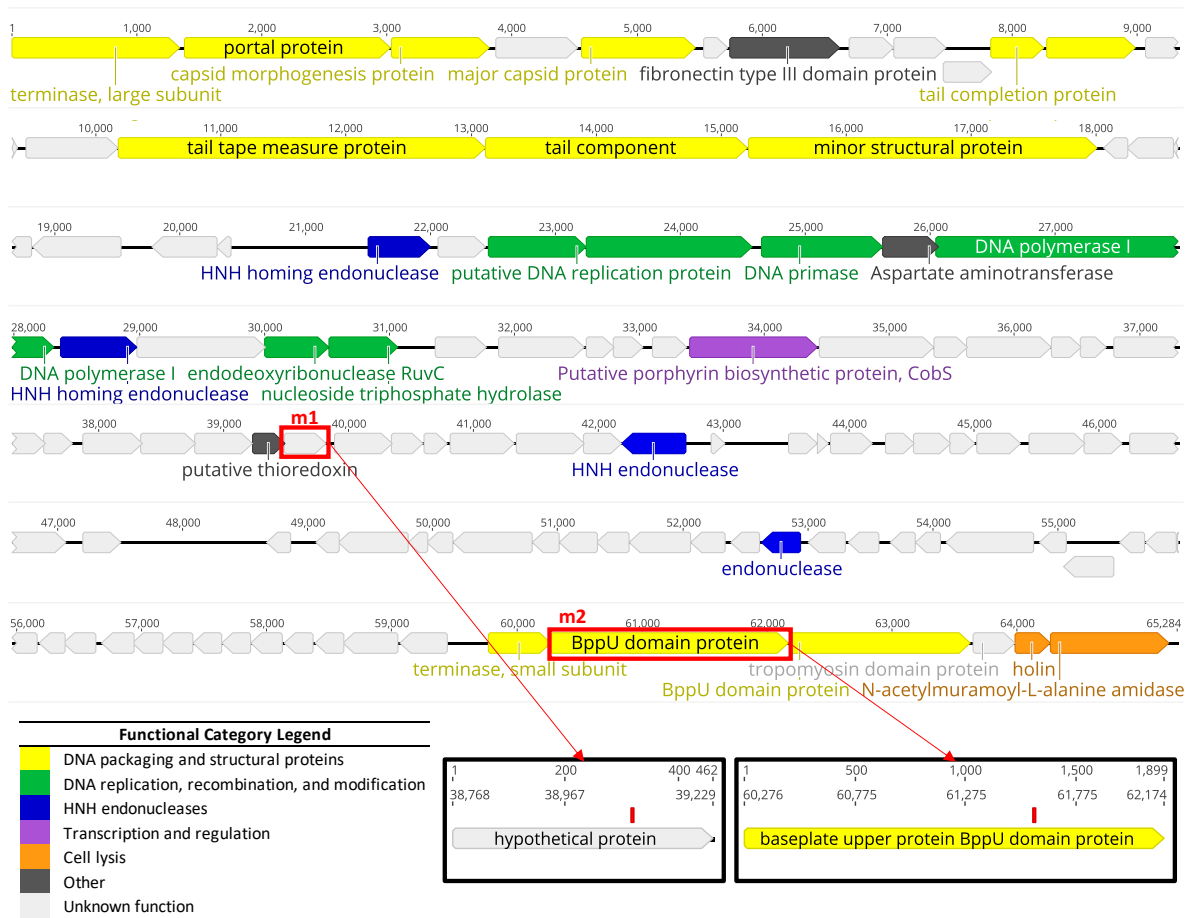 1 1,000 2,000 3,000 4,000 5,000 6,000 7,000 8,000 9,000
portal protein
capsid morphogenesis protein major capsid protein fibronectin type III domain protein
terminase, large subunit tail completion protein
10,000 11,000 12,000 13,000 14,000 15,000 16,000 17,000 18,000
tail tape measure protein tail component minor structural protein
19,000 20,000 21,000 22,000 23,000 24,000 25,000 26,000 27,000
DNA polymerase I
HNH homing endonuclease putative DNA replication protein DNA primase Aspartate aminotransferase
28,000 29,000 30,000 31,000 32,000 33,000 34,000 35,000 36,000 37,000
DNA polymerase I endodeoxyribonuclease RuvC Putative porphyrin biosynthetic protein, CobS
HNH homing endonuclease nucleoside triphosphate hydrolase
m1
38,000 39,000 40,000 41,000 42,000 43,000 44,000 45,000 46,000
putative thioredoxin HNH endonuclease
47,000 48,000 49,000 50,000 51,000 52,000 53,000 54,000 55,000
endonuclease
m2
56,000 57,000 58,000 59,000 60,000 61,000 62,000 63,000 64,000 65,284
BppU domain protein
terminase, small subunit tropomyosin domain protein holin
BppU domain protein N-acetylmuramoyl-L-alanine amidase
Functional Category Legend
DNA packaging and structural proteins
DNA replication, recombination, and modification
HNH endonucleases
Transcription and regulation
Cell lysis
Other
Unknown function
1 200 400 462
38,768 38,967 39,229
hypothetical protein
1 500 1,000 1,500 1,899
60,276 60,775 61,275 61,775 62,174
baseplate upper protein BppU domain protein